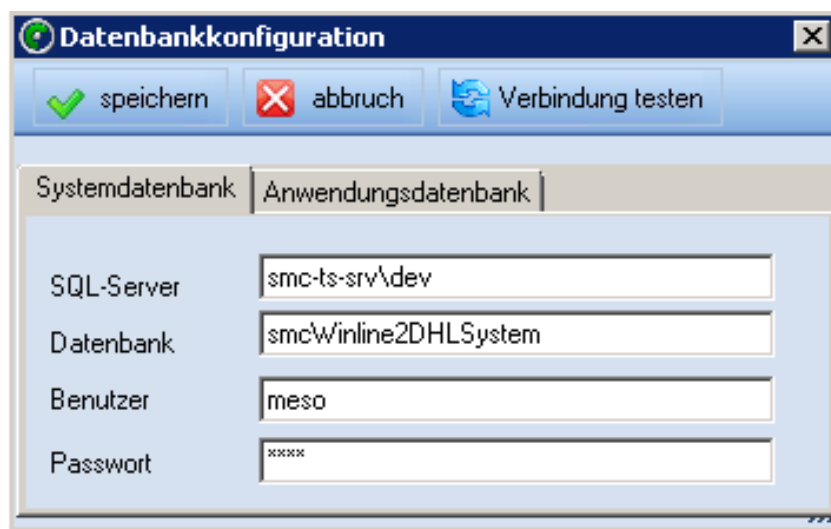 Datenbankkonfiguration
speichern abbruch Verbindung testen
Systemdatenbank Anwendungsdatenbank
SQL-Server smc-ts-srv\dev
Datenbank smcWinline2DHLSystem
Benutzer meso
Passwort ****